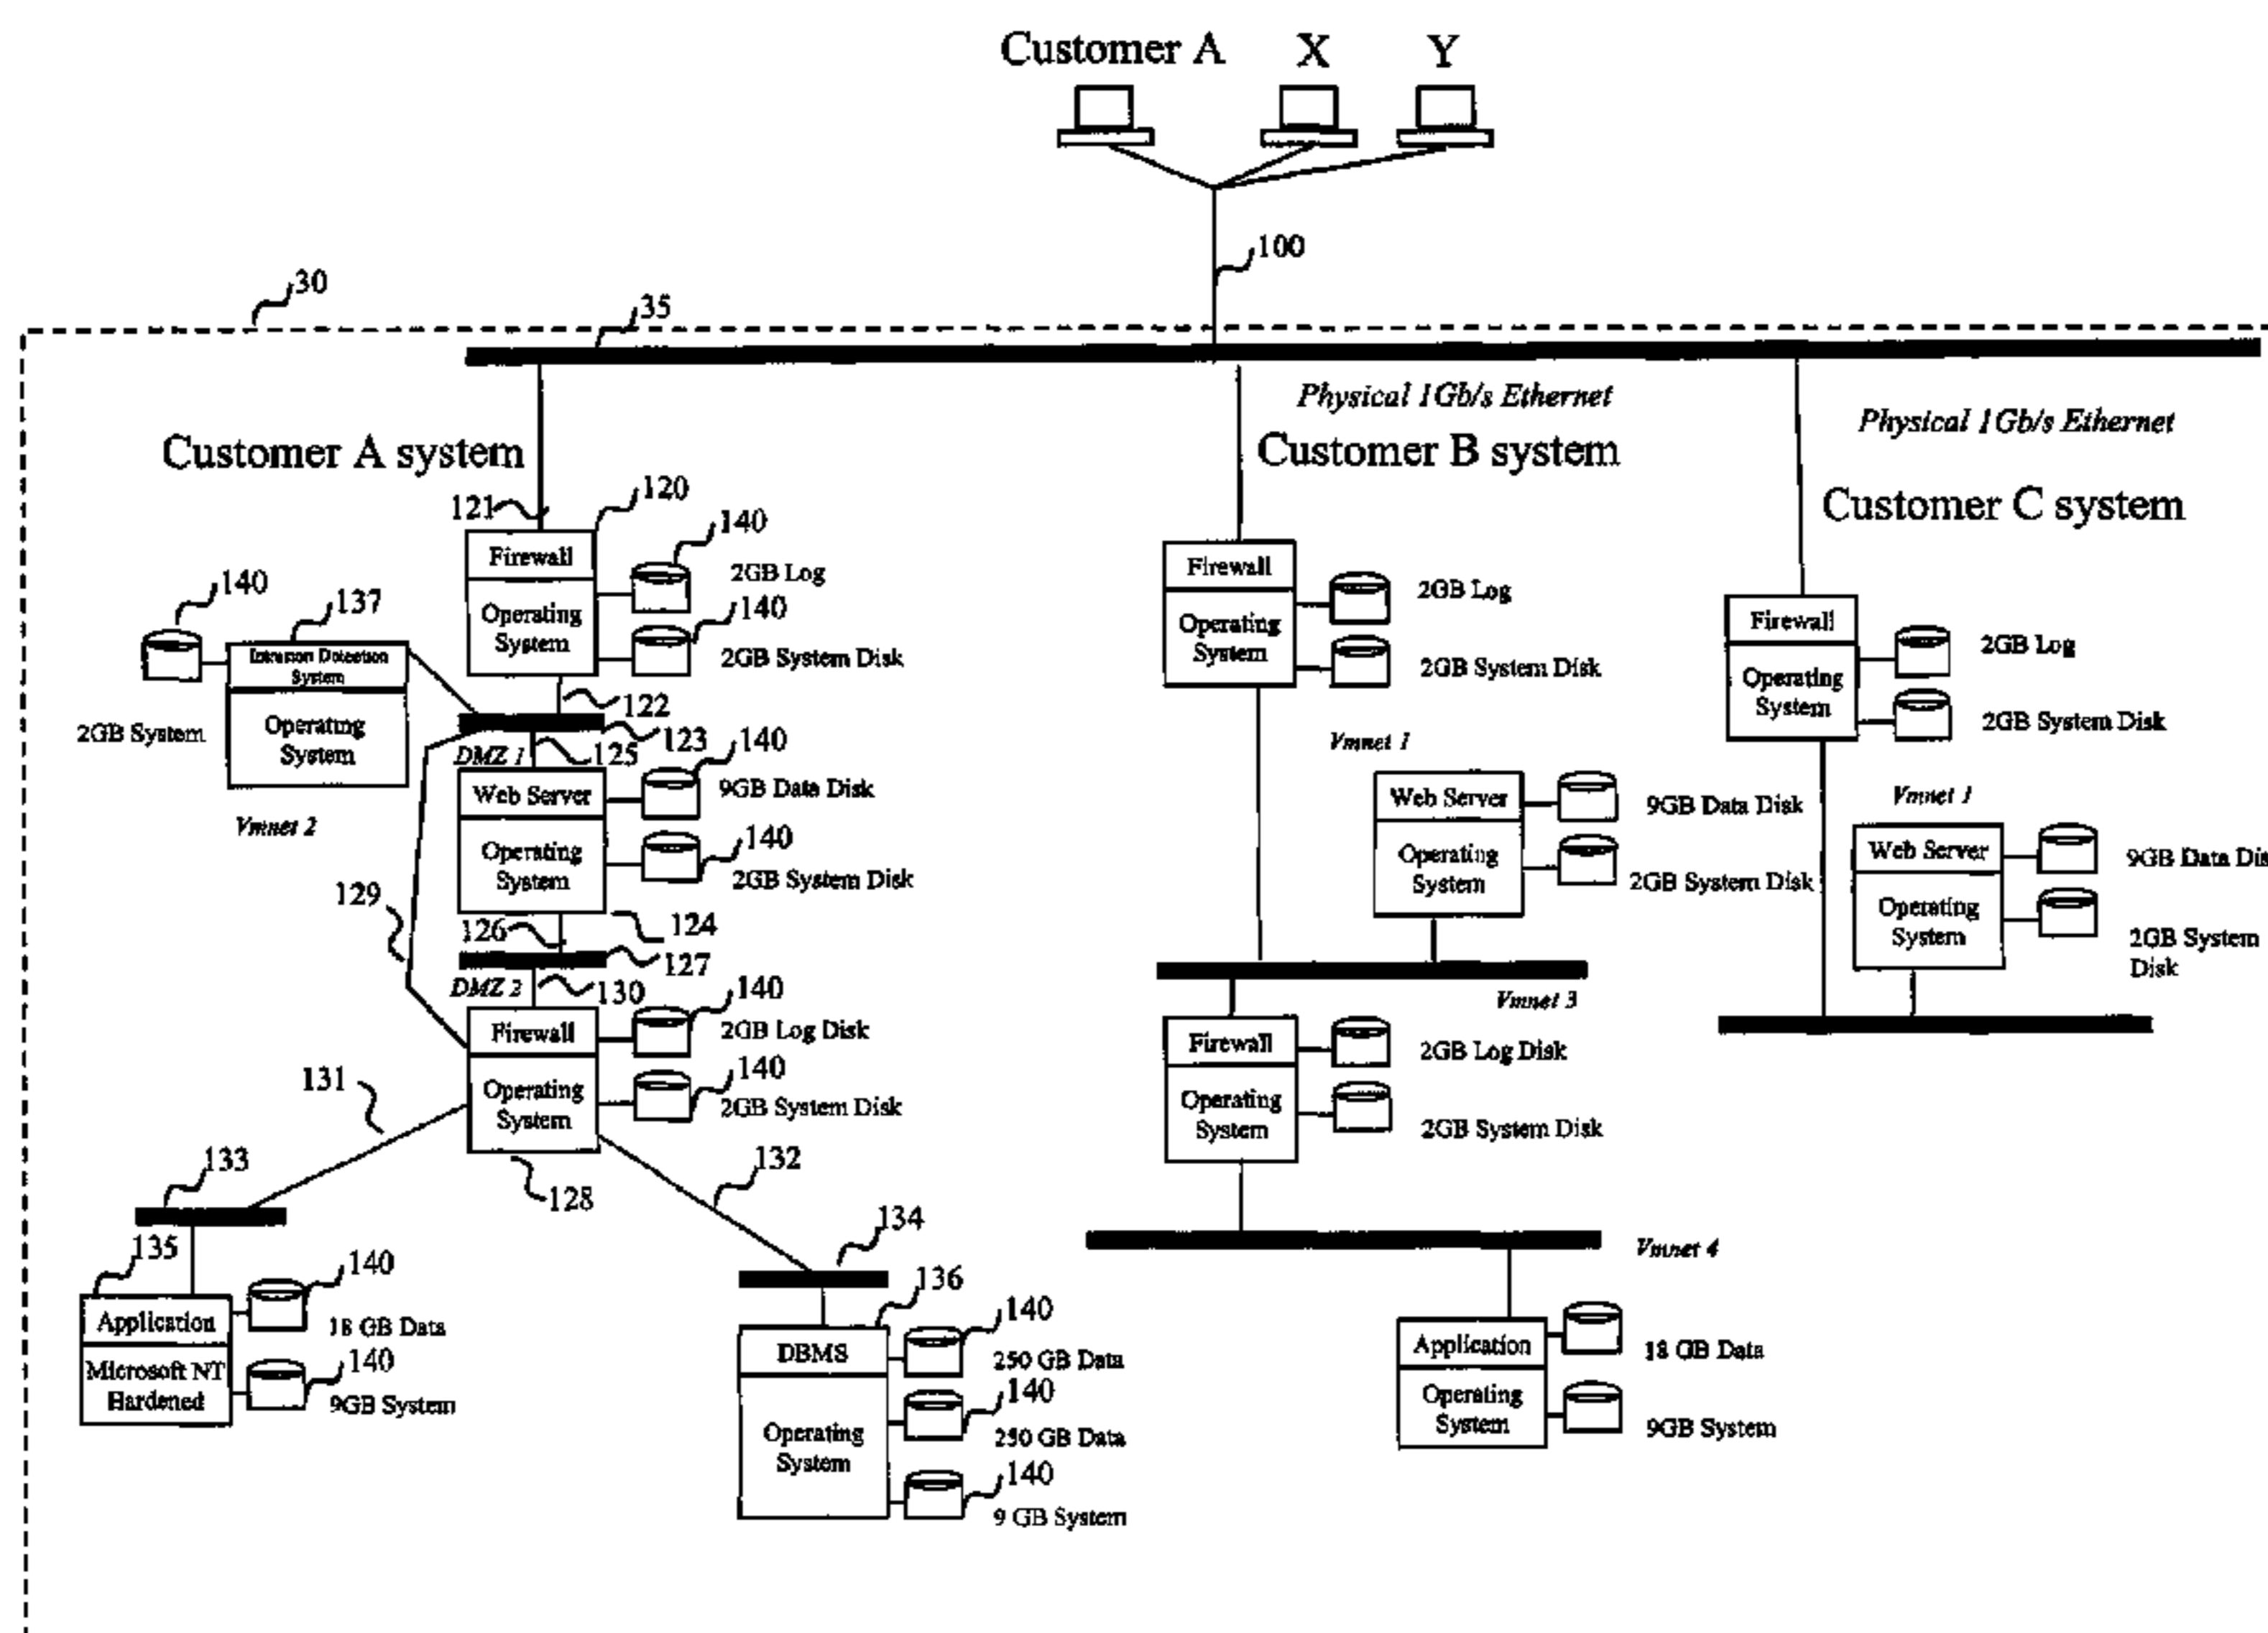 Customer A X Y
100
30
35
Physical 1Gb/s Ethernet
Physical 1Gb/s Ethernet
Customer A system
Customer B system
Customer C system
121
120
Firewall
Operating
System
140
2GB Log
140
2GB System Disk
140
137
Intrusion Detection
System
Operating
System
2GB System
Vmnet 2
122
123
DMZ 1
125
140
Web Server
9GB Data Disk
Operating
System
140
2GB System Disk
129
124
126
127
DMZ 2
130
140
Firewall
2GB Log Disk
Operating
System
140
2GB System Disk
131
128
132
133
135
Application
Microsoft NT
Hardened
140
18 GB Data
140
9GB System
134
136
DBMS
Operating
System
140
250 GB Data
140
250 GB Data
140
9 GB System
Firewall
Operating
System
2GB Log
2GB System Disk
Vmnet 1
Web Server
Operating
System
9GB Data Disk
2GB System Disk
Vmnet 3
Firewall
Operating
System
2GB Log Disk
2GB System Disk
Vmnet 4
Application
Operating
System
18 GB Data
9GB System
Firewall
Operating
System
2GB Log
2GB System Disk
Vmnet 1
Web Server
Operating
System
9GB Data Dis
2GB System
Disk